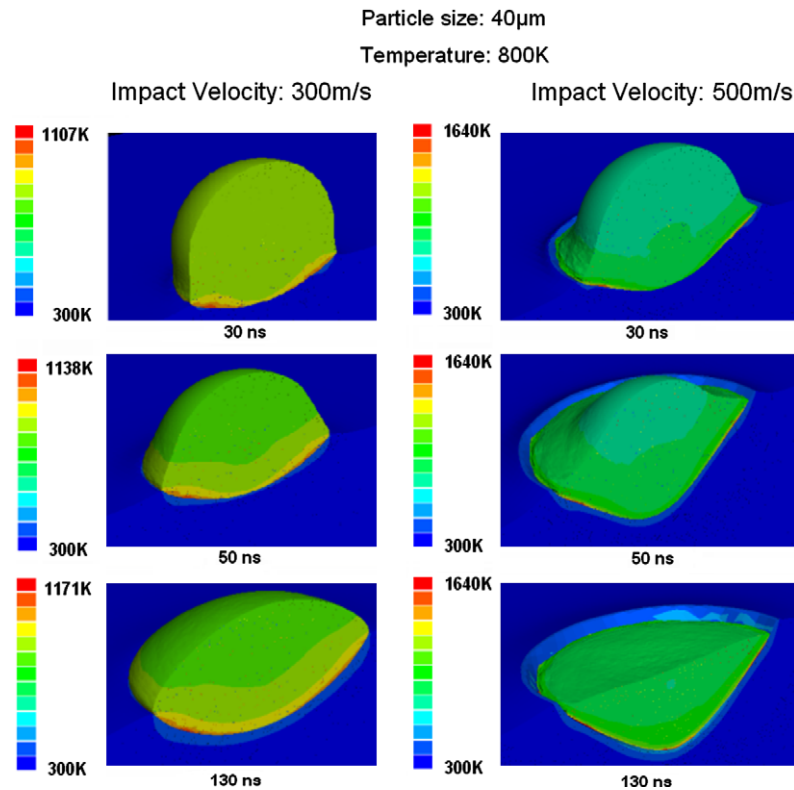 Particle size: 40µm
Temperature: 800K
Impact Velocity: 300m/s
Impact Velocity: 500m/s
1107K
300K
30 ns
1640K
300K
30 ns
1138K
300K
50 ns
1640K
300K
50 ns
1171K
300K
130 ns
1640K
300K
130 ns